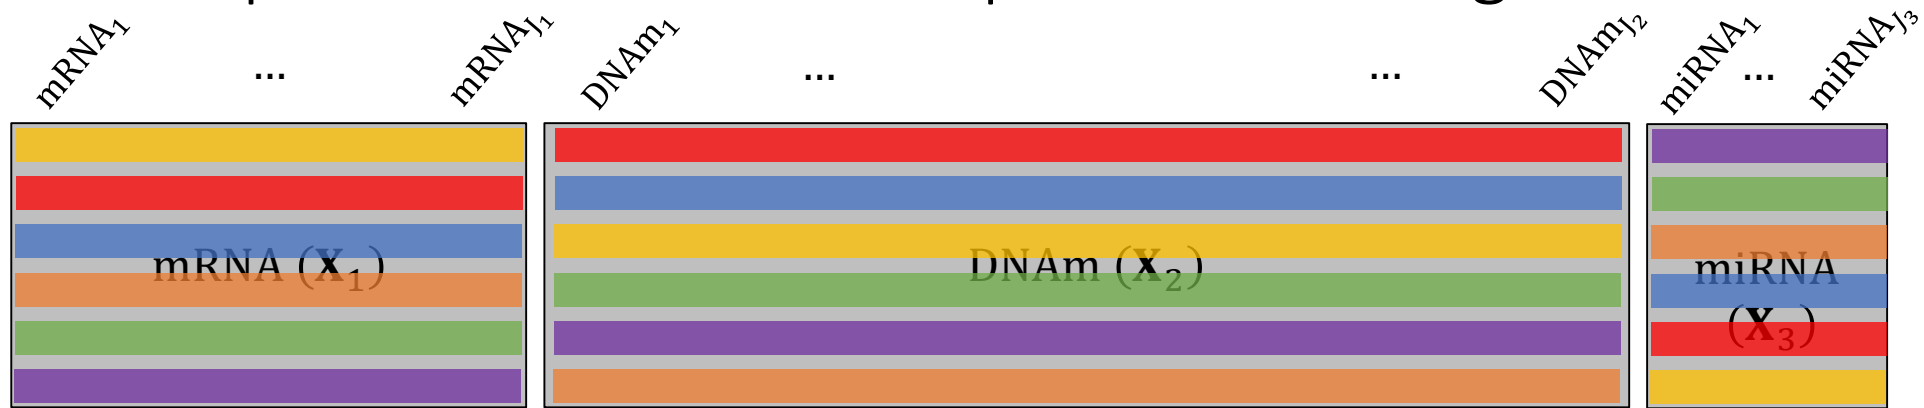 mRNA₁ ... mRNA_J₁ DNAm₁ ... ... DNAm_J₂ miRNA₁ ... miRNA_J₃
mRNA (X₁) DNAm (X₂) miRNA
(X₃)